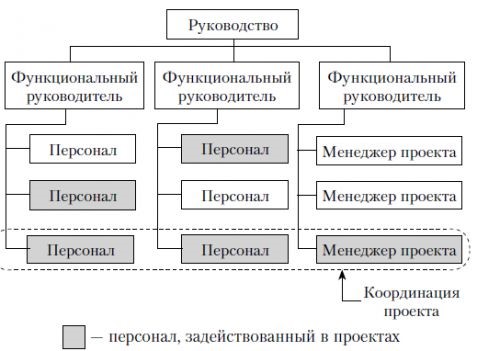 Руководство
Функциональный
руководитель
Функциональный
руководитель
Функциональный
руководитель
Персонал
Персонал
Менеджер проекта
Персонал
Персонал
Менеджер проекта
Персонал
Персонал
Менеджер проекта
Координация
проекта
— персонал, задействованный в проектах